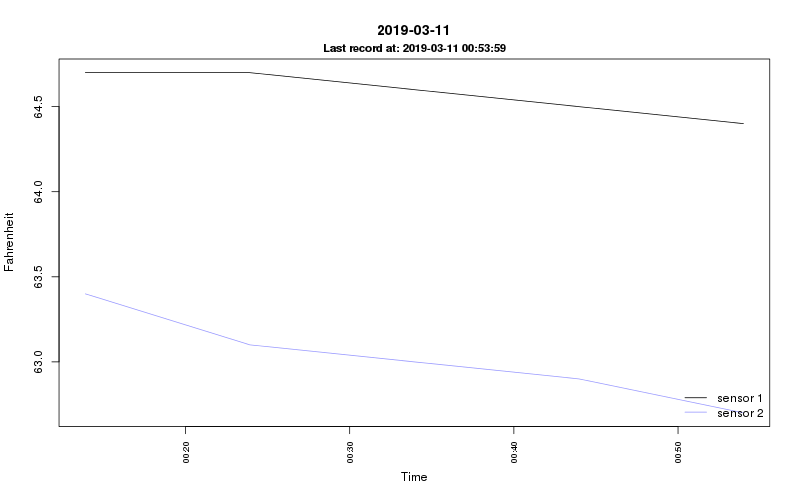 2019-03-11
Last record at: 2019-03-11 00:53:59
Fahrenheit
64.5
64.0
63.5
63.0
sensor 1
sensor 2
00:20
00:30
00:40
00:50
Time